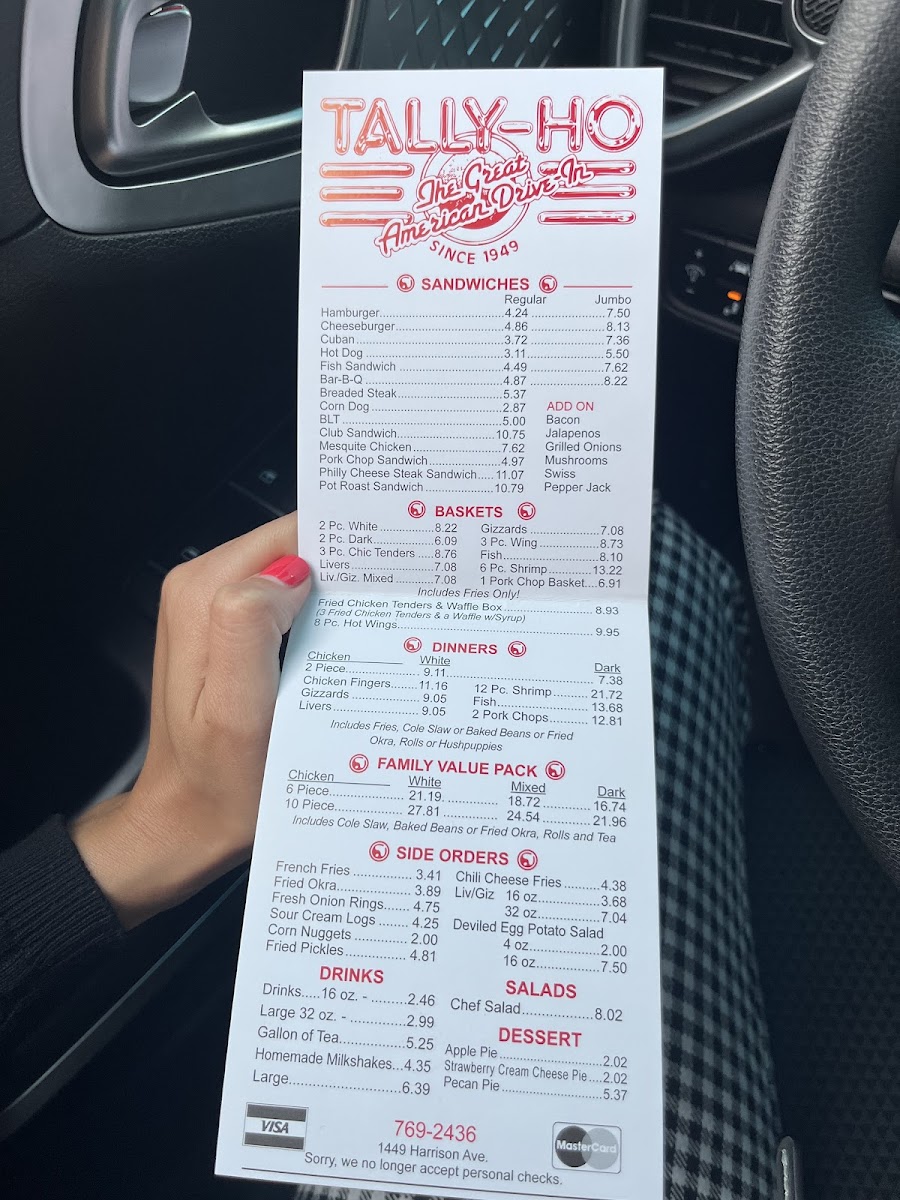 TALLY-HO
The Great
American Drive-In
SINCE 1949
SANDWICHES
Regular Jumbo
Hamburger 4.24 7.50
Cheeseburger 4.86 8.13
Cuban 3.72 7.36
Hot Dog 3.11 5.50
Fish Sandwich 4.49 7.62
Bar-B-Q 4.87 8.22
Breaded Steak 5.37
Corn Dog 2.87 ADD ON
BLT 5.00 Bacon
Club Sandwich 10.75 Jalapenos
Mesquite Chicken 7.62 Grilled Onions
Pork Chop Sandwich 4.97 Mushrooms
Philly Cheese Steak Sandwich 11.07 Swiss
Pot Roast Sandwich 10.79 Pepper Jack
BASKETS
2 Pc. White 8.22 Gizzards 7.08
2 Pc. Dark 6.09 3 Pc. Wing 8.73
3 Pc. Chic Tenders 8.76 Fish 8.10
Livers 7.08 6 Pc. Shrimp 13.22
Liv./Giz. Mixed 7.08 1 Pork Chop Basket 6.91
Includes Fries Only!
Fried Chicken Tenders & Waffle Box 8.93
(3 Fried Chicken Tenders & a Waffle w/Syrup)
8 Pc. Hot Wings 9.95
DINNERS
Chicken White Dark
2 Piece 9.11 7.38
Chicken Fingers 11.16 12 Pc. Shrimp 21.72
Gizzards 9.05 Fish 13.68
Livers 9.05 2 Pork Chops 12.81
Includes Fries, Cole Slaw or Baked Beans or Fried
Okra, Rolls or Hushpuppies
FAMILY VALUE PACK
Chicken White Mixed Dark
6 Piece 21.19 18.72 16.74
10 Piece 27.81 24.54 21.96
Includes Cole Slaw, Baked Beans or Fried Okra, Rolls and Tea
SIDE ORDERS
French Fries 3.41 Chili Cheese Fries 4.38
Fried Okra 3.89 Liv/Giz 16 oz 3.68
Fresh Onion Rings 4.75 32 oz 7.04
Sour Cream Logs 4.25 Deviled Egg Potato Salad
Corn Nuggets 2.00 4 oz 2.00
Fried Pickles 4.81 16 oz 7.50
DRINKS
Drinks.....16 oz. - 2.46
Large 32 oz. - 2.99
Gallon of Tea 5.25
Homemade Milkshakes 4.35
Large 6.39
SALADS
Chef Salad 8.02
DESSERT
Apple Pie 2.02
Strawberry Cream Cheese Pie 2.02
Pecan Pie 5.37
VISA
769-2436
MasterCard
1449 Harrison Ave.
Sorry, we no longer accept personal checks.